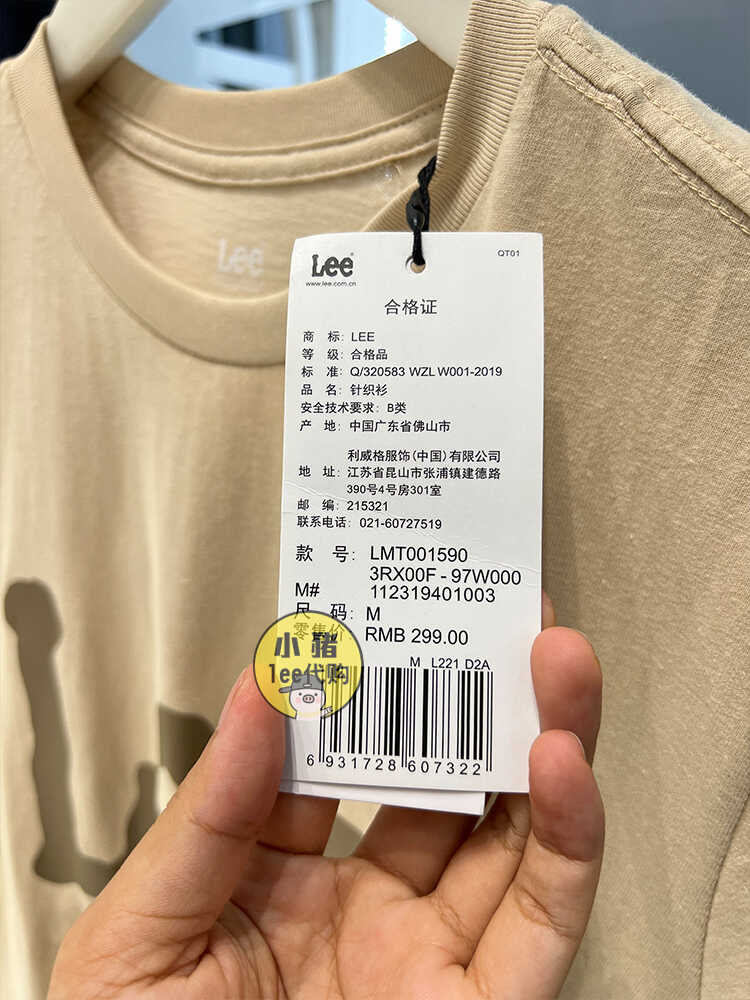 Lee
Lee
www.lee.com.cn
QT01
合格证
商 标: LEE
等 级: 合格品
标 准: Q/320583 WZL W001-2019
品 名: 针织衫
安全技术要求: B类
产 地: 中国广东省佛山市
利威格服饰(中国)有限公司
地 址: 江苏省昆山市张浦镇建德路
390号4号房301室
邮 编: 215321
联系电话: 021-60727519
款 号: LMT001590
3RX00F-97W000
M# 112319401003
尺 码: M
零售价 RMB 299.00
小猪
lee代购
M L221 D2A
6 931728 607322